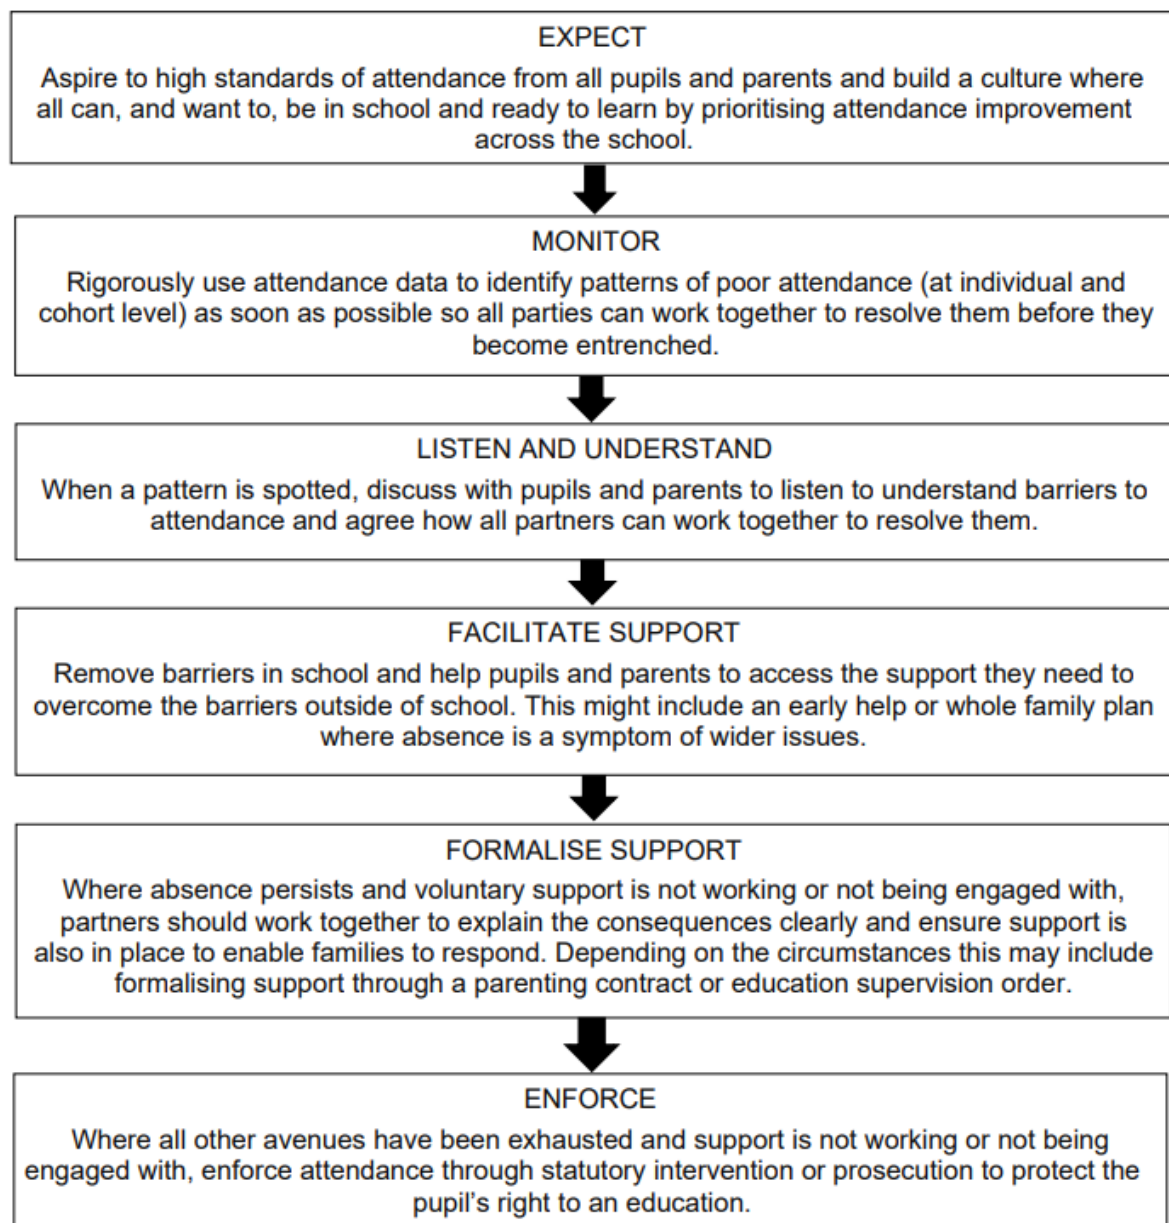 EXPECT
Aspire to high standards of attendance from all pupils and parents and build a culture where
all can, and want to, be in school and ready to learn by prioritising attendance improvement
across the school.
MONITOR
Rigorously use attendance data to identify patterns of poor attendance (at individual and
cohort level) as soon as possible so all parties can work together to resolve them before they
become entrenched.
LISTEN AND UNDERSTAND
When a pattern is spotted, discuss with pupils and parents to listen to understand barriers to
attendance and agree how all partners can work together to resolve them.
FACILITATE SUPPORT
Remove barriers in school and help pupils and parents to access the support they need to
overcome the barriers outside of school. This might include an early help or whole family plan
where absence is a symptom of wider issues.
FORMALISE SUPPORT
Where absence persists and voluntary support is not working or not being engaged with,
partners should work together to explain the consequences clearly and ensure support is
also in place to enable families to respond. Depending on the circumstances this may include
formalising support through a parenting contract or education supervision order.
ENFORCE
Where all other avenues have been exhausted and support is not working or not being
engaged with, enforce attendance through statutory intervention or prosecution to protect the
pupil's right to an education.